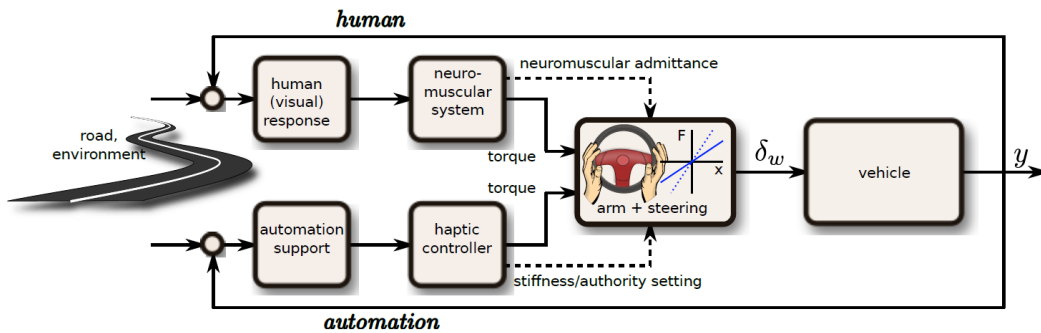 human
neuromuscular admittance
human
(visual)
response
neuro-
muscular
system
road,
environment
torque
F
x
arm + steering
δw
vehicle
y
torque
automation
support
haptic
controller
stiffness/authority setting
automation